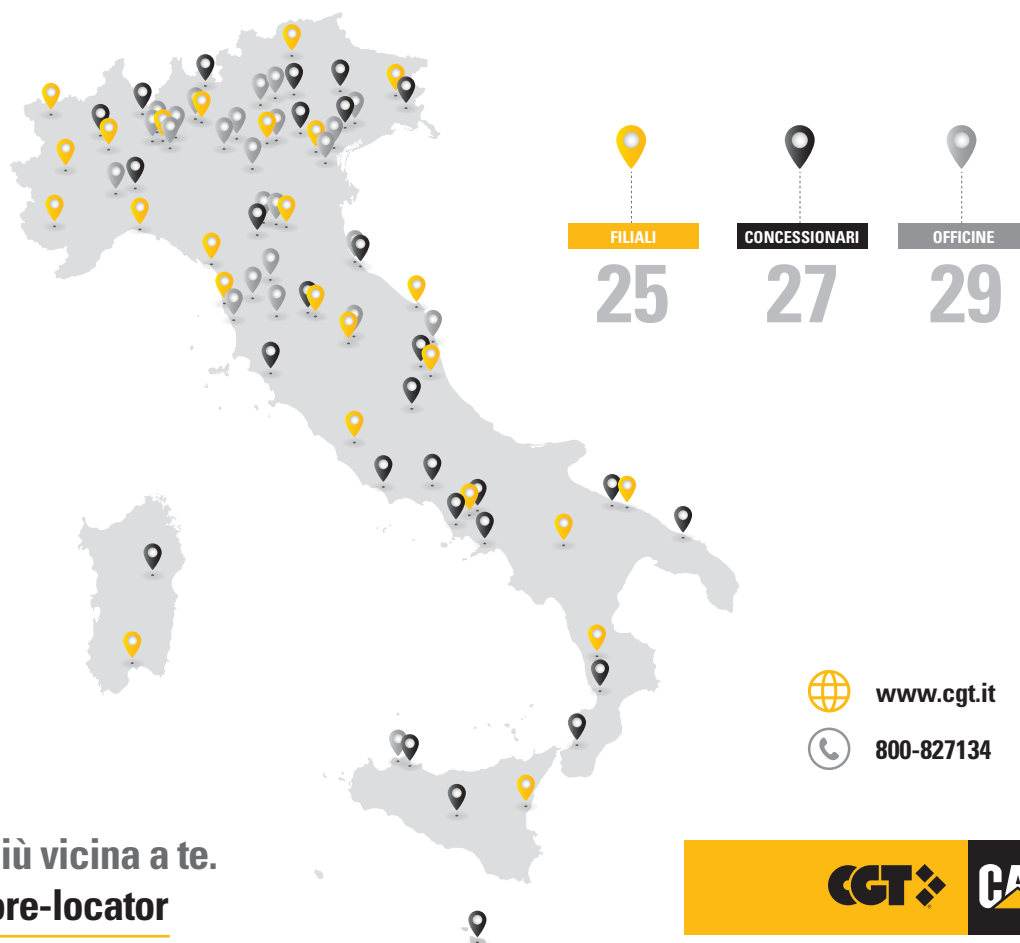 FILIALI
25
CONCESSIONARI
27
OFFICINE
29
www.cgt.it
800-827134
iù vicina a te.
ore-locator
CGT
CA